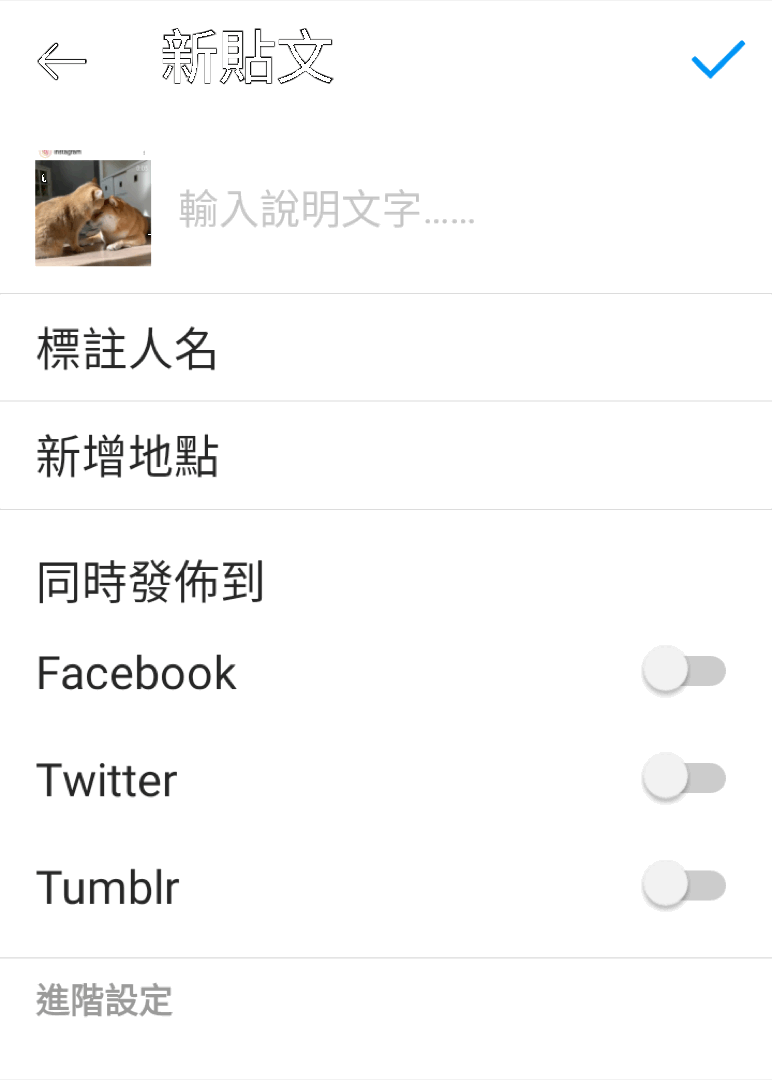 新貼文
Instagram
輸入說明文字......
標註人名
新增地點
同時發佈到
Facebook
Twitter
Tumblr
進階設定